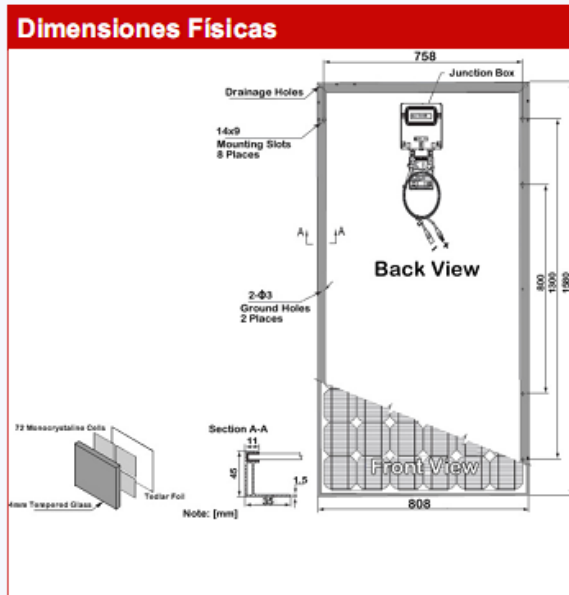 Dimensiones Físicas
758
Junction Box
Drainage Holes
14x9
Mounting Slots
8 Places
A
A
Back View
2-Φ3
Ground Holes
2 Places
800
1300
1580
72 Monocrystaline Cells
Section A-A
11
45
1,5
35
Tedlar Foil
4mm Tempered Glass
Note: [mm]
Front View
808